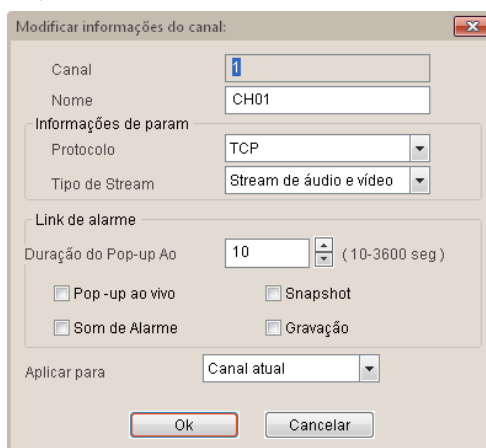 Modificar informações do canal:
Canal 1
Nome CH01
Informações de param
Protocolo TCP
Tipo de Stream Stream de áudio e vídeo
Link de alarme
Duração do Pop-up Ao 10 ( 10-3600 seg )
Pop -up ao vivo Snapshot
Som de Alarme Gravação
Aplicar para Canal atual
Ok Cancelar